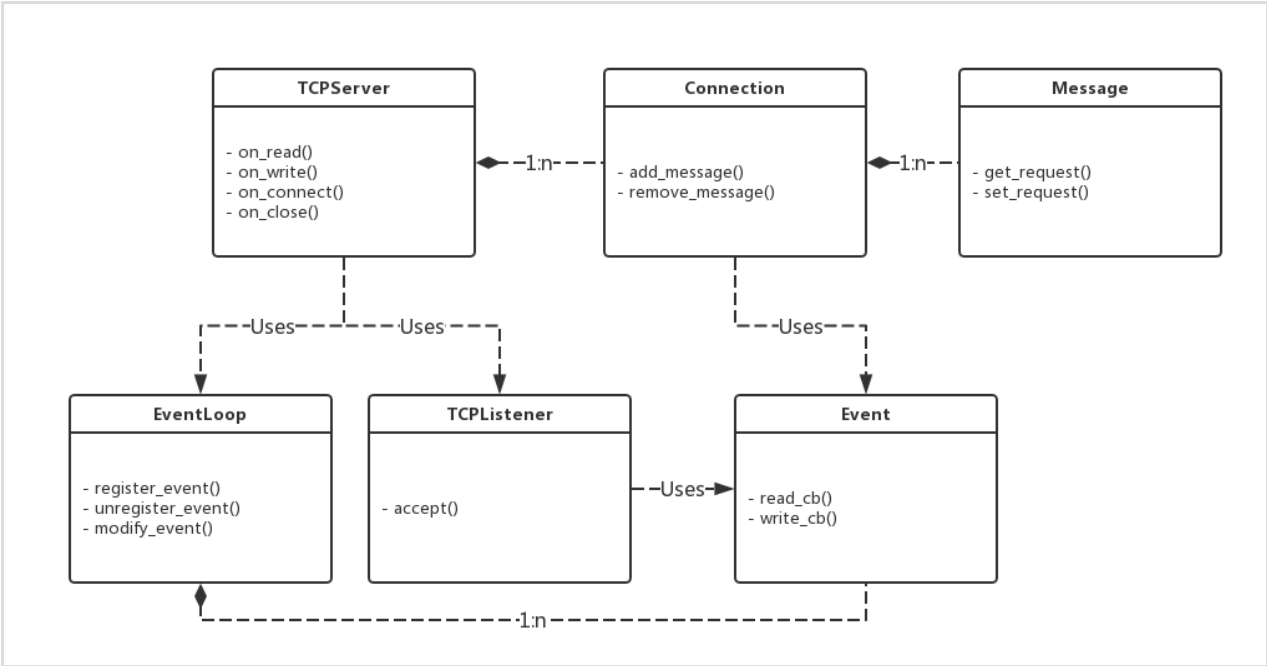 TCPServer
- on_read()
- on_write()
- on_connect()
- on_close()
1:n
Connection
- add_message()
- remove_message()
1:n
Message
- get_request()
- set_request()
Uses
Uses
Uses
EventLoop
- register_event()
- unregister_event()
- modify_event()
TCPListener
- accept()
Uses
Event
- read_cb()
- write_cb()
1:n